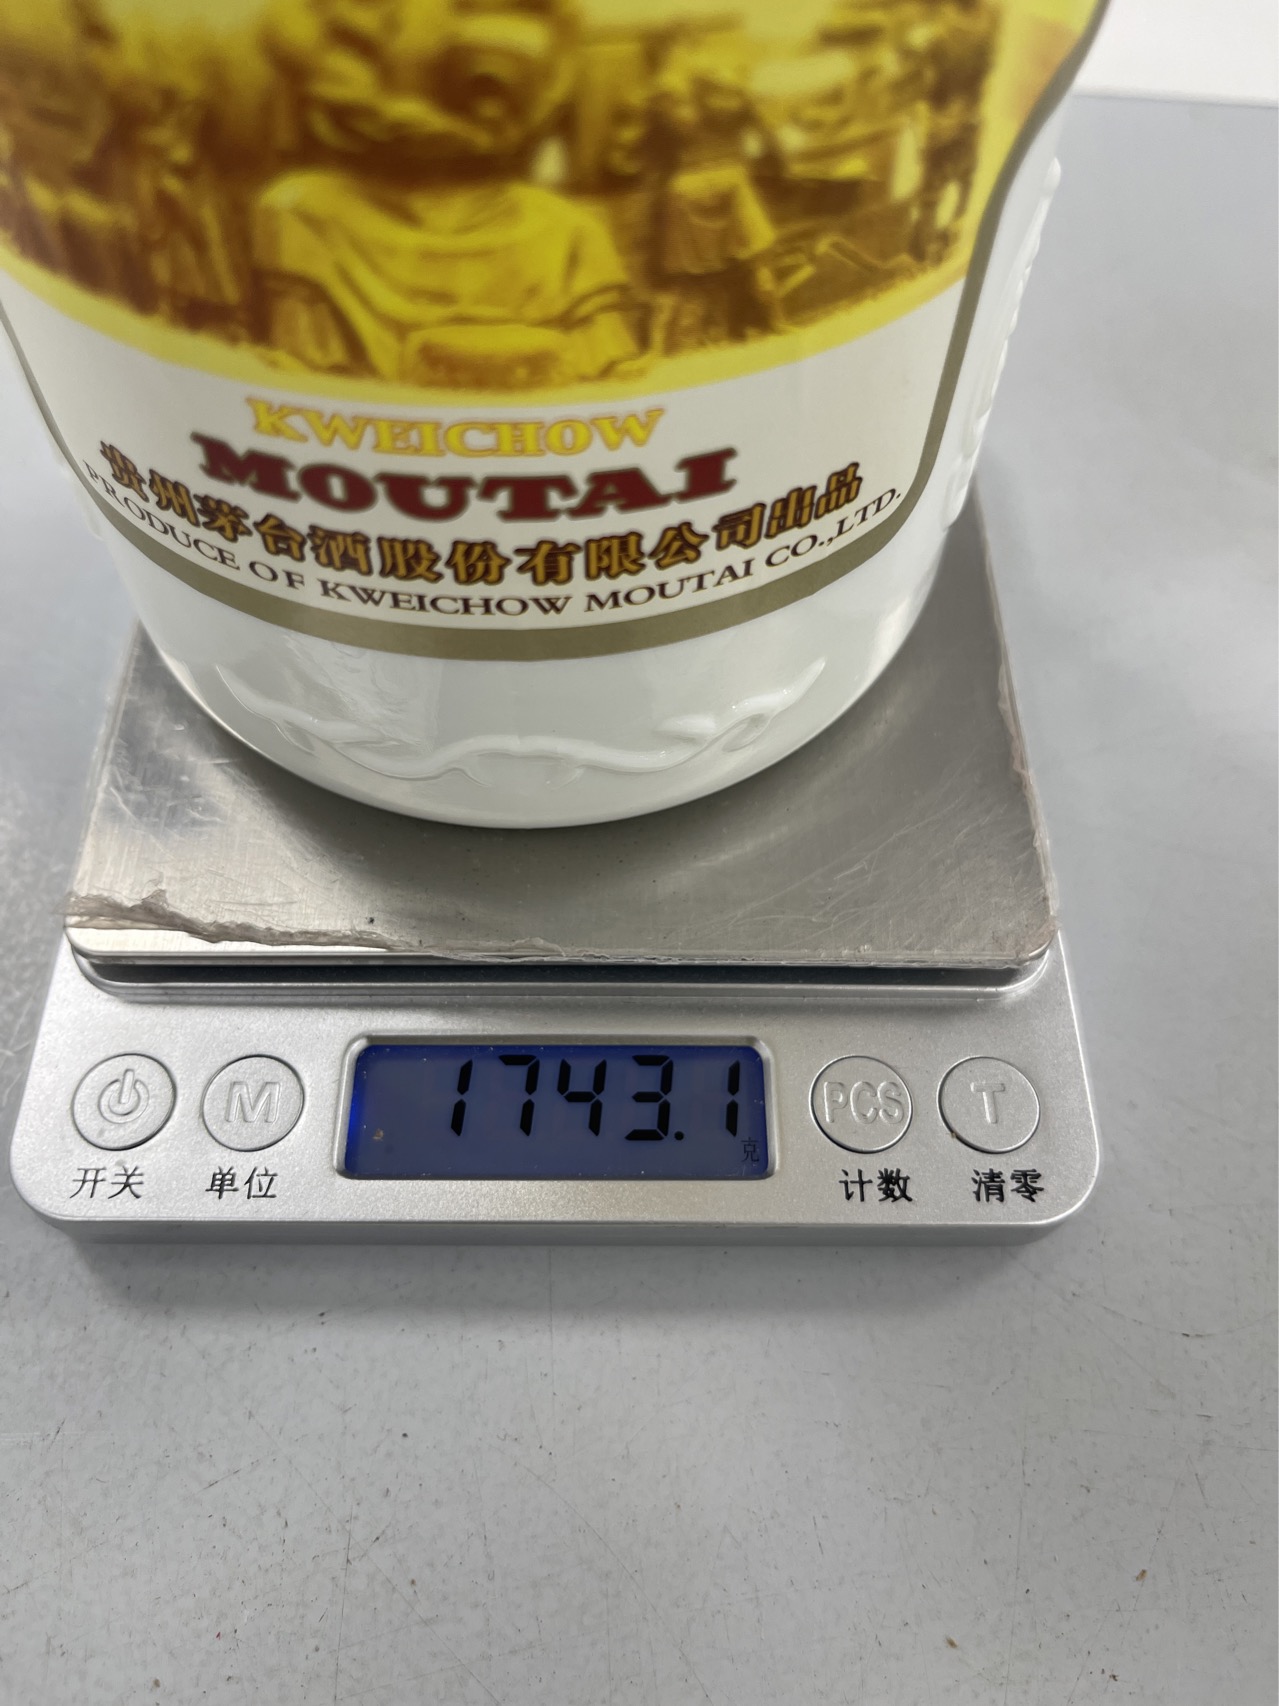 KWEICHOW
MOUTAI
贵州茅台酒股份有限公司出品
PRODUCE OF KWEICHOW MOUTAI CO.,LTD.
1743.1
克
M PCS T
开关 单位 计数 清零